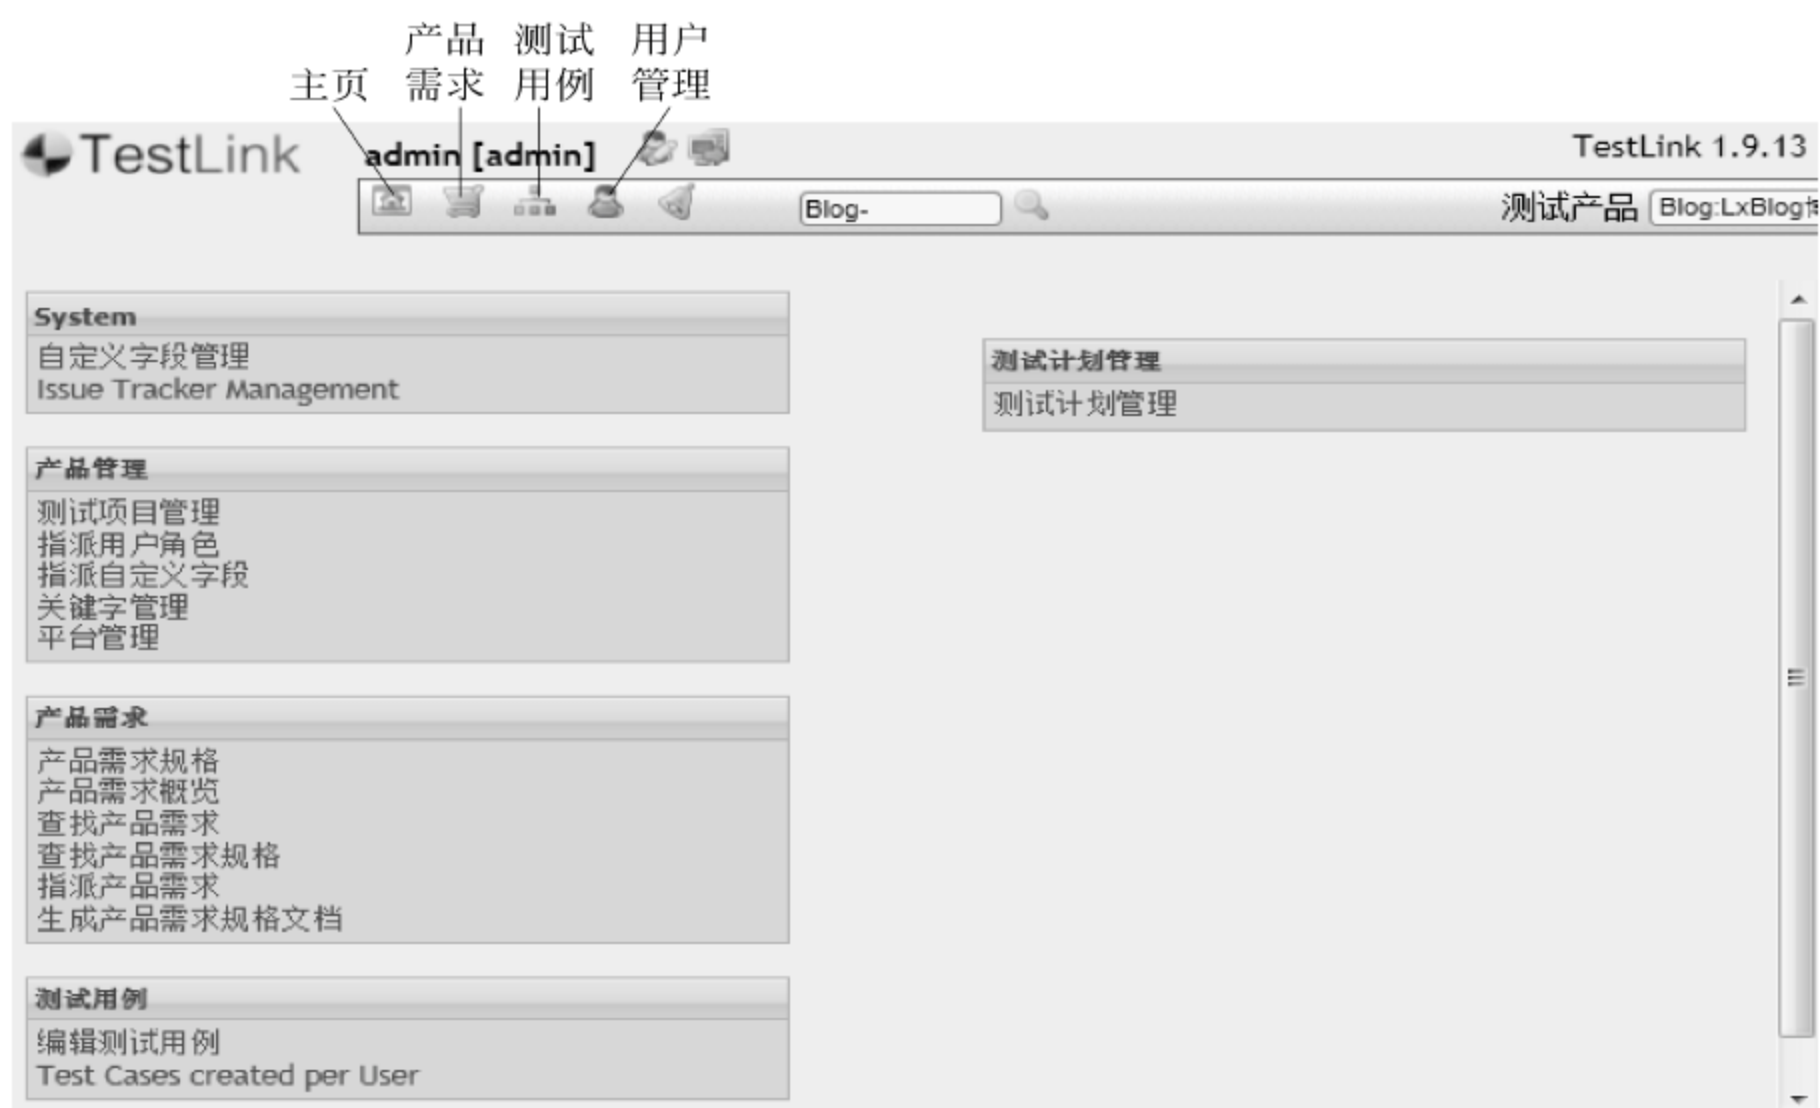 产品 测试 用户
主页 需求 用例 管理
TestLink admin [admin] TestLink 1.9.13
Blog- 测试产品 Blog:LxBlog
System
自定义字段管理
Issue Tracker Management
测试计划管理
测试计划管理
产品管理
测试项目管理
指派用户角色
指派自定义字段
关键字管理
平台管理
产品需求
产品需求规格
产品需求概览
查找产品需求
查找产品需求规格
指派产品需求
生成产品需求规格文档
测试用例
编辑测试用例
Test Cases created per User